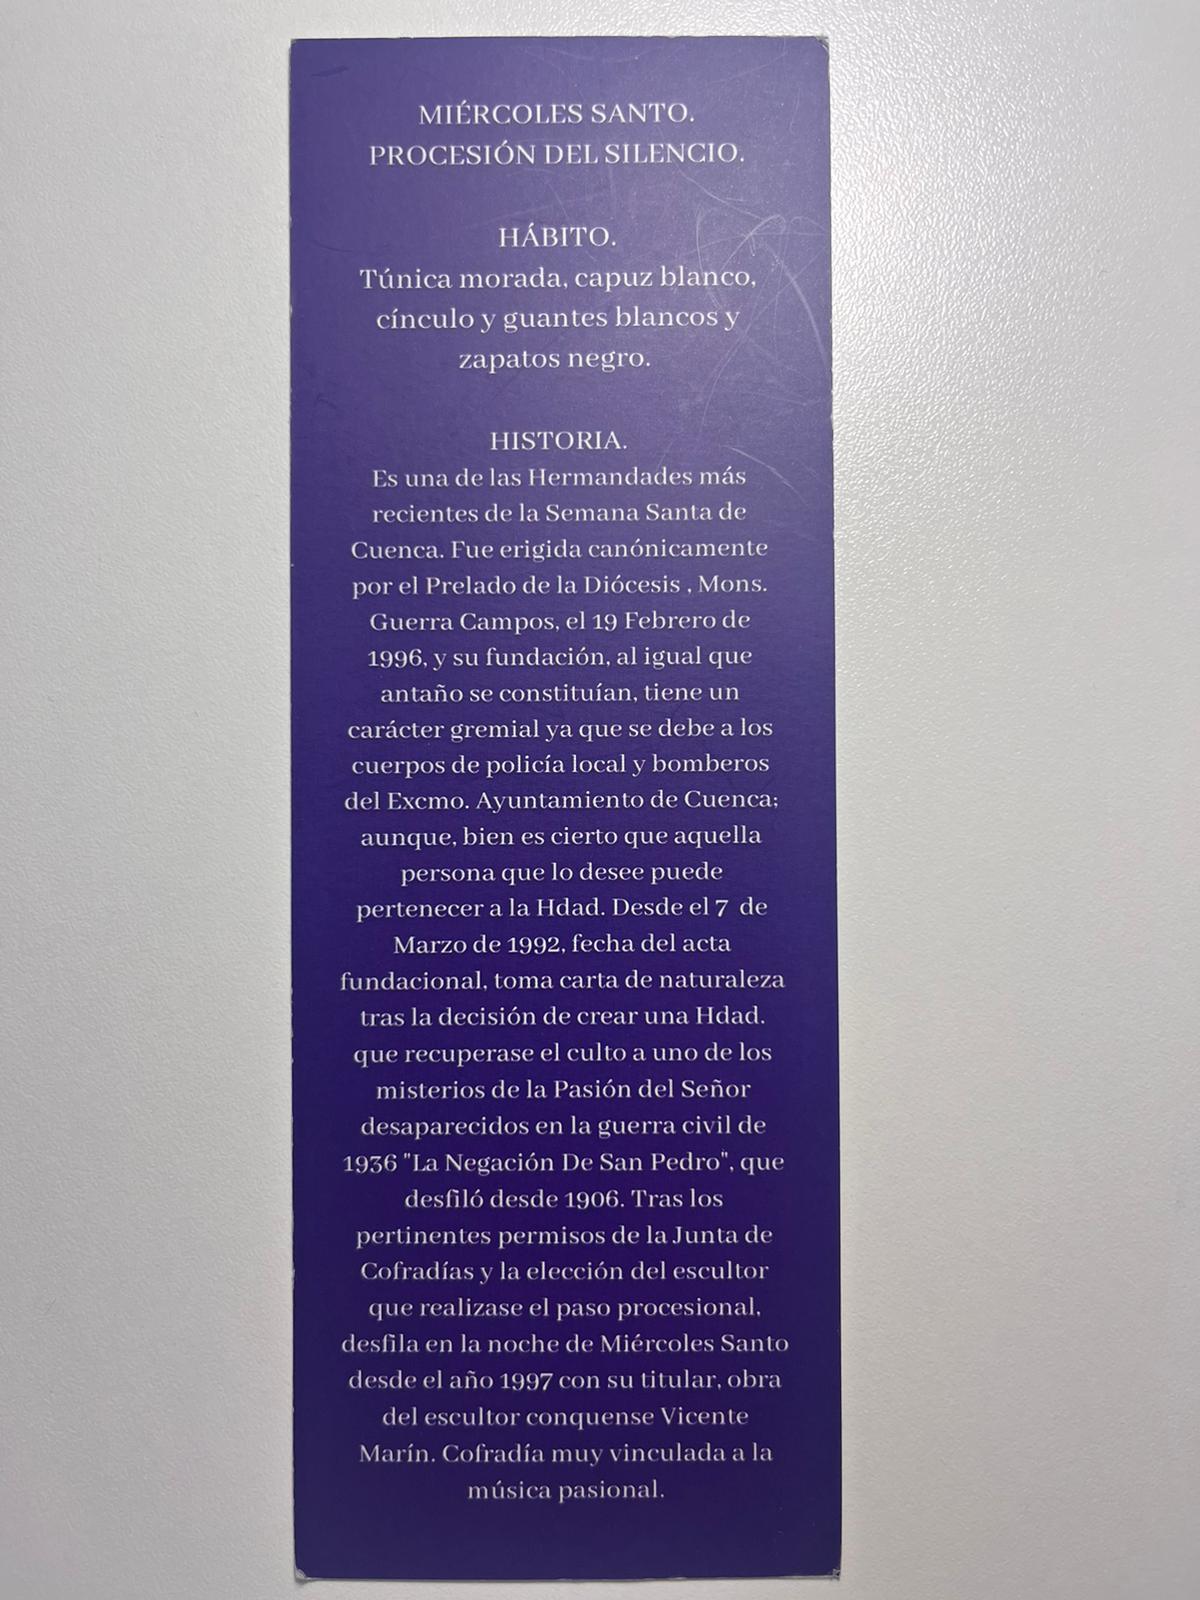 MIÉRCOLES SANTO.
PROCESIÓN DEL SILENCIO.
HÁBITO.
Túnica morada, capuz blanco,
cínculo y guantes blancos y
zapatos negro.
HISTORIA.
Es una de las Hermandades más
recientes de la Semana Santa de
Cuenca. Fue erigida canónicamente
por el Prelado de la Diócesis , Mons.
Guerra Campos, el 19 Febrero de
1996, y su fundación, al igual que
antaño se constituían, tiene un
carácter gremial ya que se debe a los
cuerpos de policía local y bomberos
del Excmo. Ayuntamiento de Cuenca;
aunque, bien es cierto que aquella
persona que lo desee puede
pertenecer a la Hdad. Desde el 7  de
Marzo de 1992, fecha del acta
fundacional, toma carta de naturaleza
tras la decisión de crear una Hdad.
que recuperase el culto a uno de los
misterios de la Pasión del Señor
desaparecidos en la guerra civil de
1936 "La Negación De San Pedro", que
desfiló desde 1906. Tras los
pertinentes permisos de la Junta de
Cofradías y la elección del escultor
que realizase el paso procesional,
desfila en la noche de Miércoles Santo
desde el año 1997 con su titular, obra
del escultor conquense Vicente
Marín. Cofradía muy vinculada a la
música pasional.